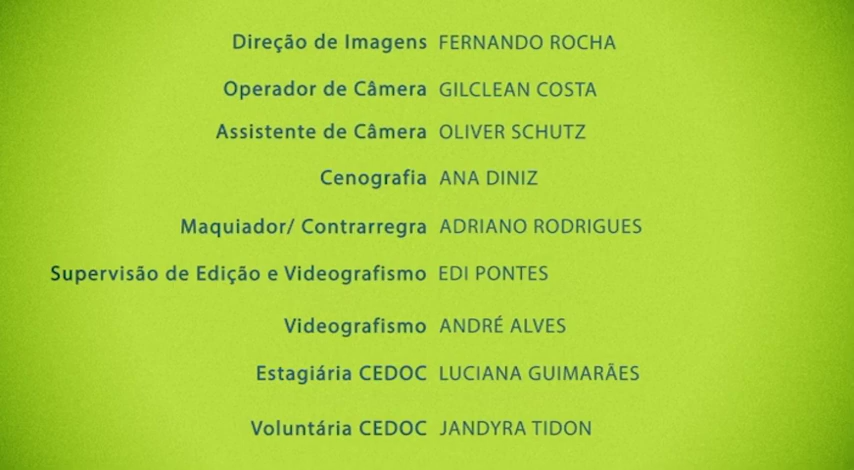 Direção de Imagens FERNANDO ROCHA
Operador de Câmera GILCLEAN COSTA
Assistente de Câmera OLIVER SCHUTZ
Cenografia ANA DINIZ
Maquiador/ Contrarregra ADRIANO RODRIGUES
Supervisão de Edição e Videografismo EDI PONTES
Videografismo ANDRÉ ALVES
Estagiária CEDOC LUCIANA GUIMARÃES
Voluntária CEDOC JANDYRA TIDON